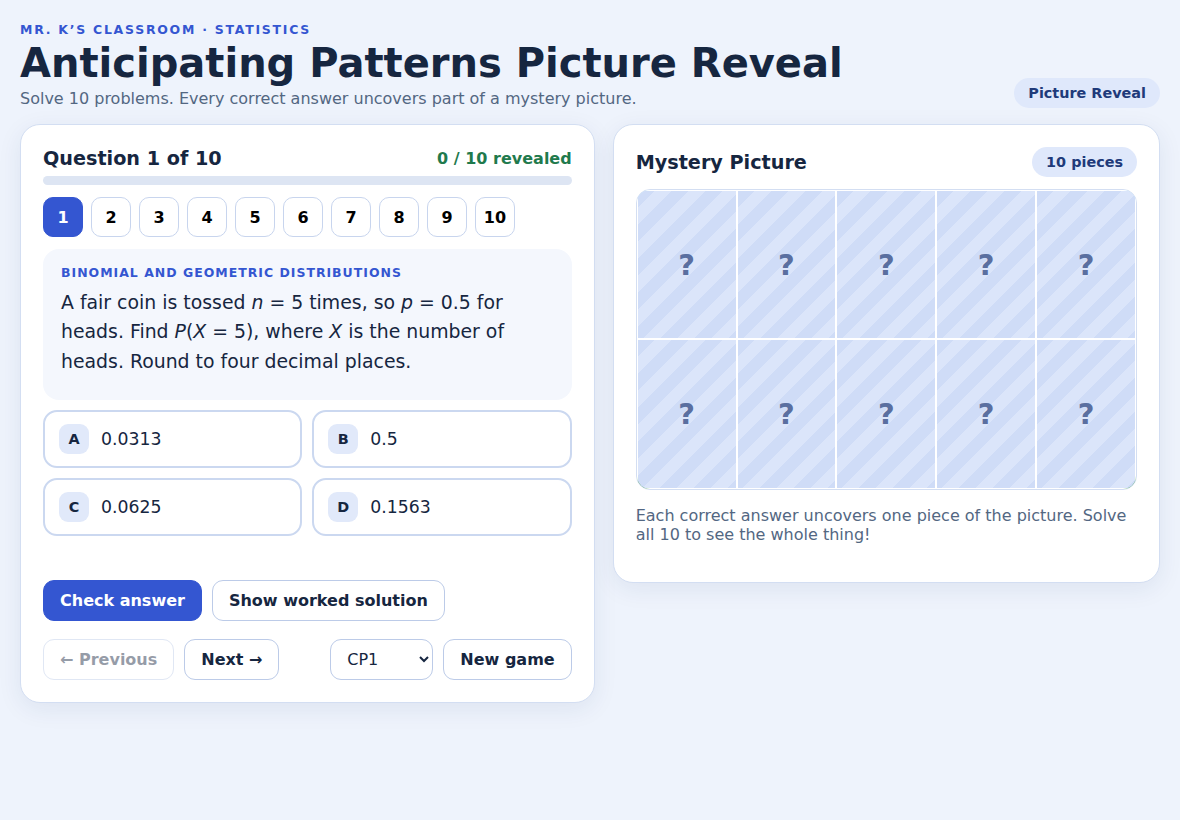 MR. K’S CLASSROOM · STATISTICS
Anticipating Patterns Picture Reveal
Solve 10 problems. Every correct answer uncovers part of a mystery picture.
Picture Reveal
Question 1 of 10
0 / 10 revealed
1 2 3 4 5 6 7 8 9 10
BINOMIAL AND GEOMETRIC DISTRIBUTIONS
A fair coin is tossed n = 5 times, so p = 0.5 for
heads. Find P(X = 5), where X is the number of
heads. Round to four decimal places.
A 0.0313
B 0.5
C 0.0625
D 0.1563
Check answer
Show worked solution
← Previous
Next →
CP1
New game
Mystery Picture
10 pieces
? ? ? ? ?
? ? ? ? ?
Each correct answer uncovers one piece of the picture. Solve
all 10 to see the whole thing!